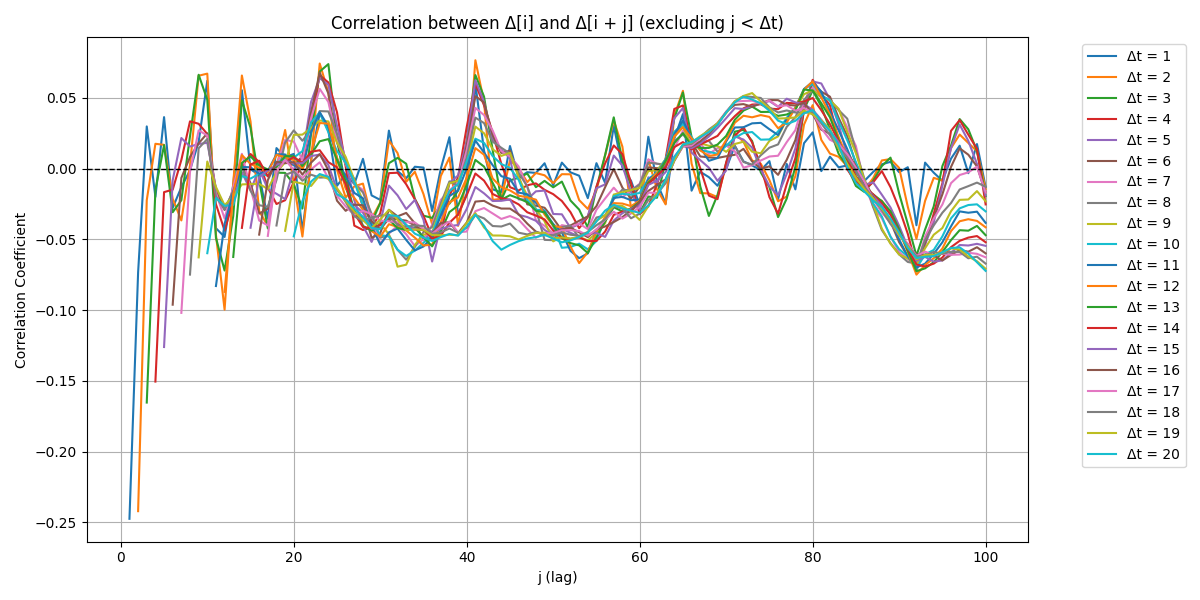 Correlation between Δ[i] and Δ[i + j] (excluding j < Δt)
Correlation Coefficient
0.05
0.00
−0.05
−0.10
−0.15
−0.20
−0.25
0 20 40 60 80 100
j (lag)
Δt = 1
Δt = 2
Δt = 3
Δt = 4
Δt = 5
Δt = 6
Δt = 7
Δt = 8
Δt = 9
Δt = 10
Δt = 11
Δt = 12
Δt = 13
Δt = 14
Δt = 15
Δt = 16
Δt = 17
Δt = 18
Δt = 19
Δt = 20